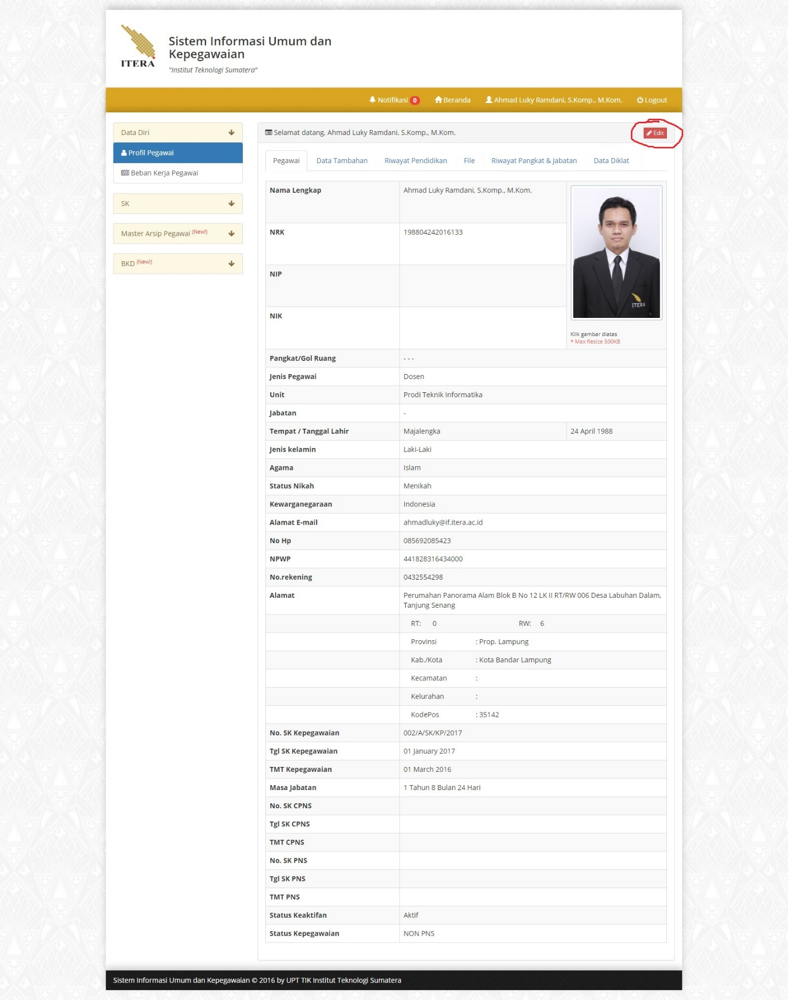 Sistem Informasi Umum dan
Kepegawaian
"Institut Teknologi Sumatera"
ITERA
Notifikasi 0 Beranda Ahmad Luky Ramdani, S.Komp., M.Kom. Logout
Data Diri
Profil Pegawai
Beban Kerja Pegawai
SK
Master Arsip Pegawai (New!)
BKD (New!)
Selamat datang, Ahmad Luky Ramdani, S.Komp., M.Kom. Edit
Pegawai Data Tambahan Riwayat Pendidikan File Riwayat Pangkat & Jabatan Data Diklat
Nama Lengkap Ahmad Luky Ramdani, S.Komp., M.Kom.
NRK 198804242016133
NIP
NIK
ITERA
Klik gambar diatas
* Max fiesize 500KB
Pangkat/Gol Ruang - - -
Jenis Pegawai Dosen
Unit Prodi Teknik Informatika
Jabatan -
Tempat / Tanggal Lahir Majalengka 24 April 1988
Jenis kelamin Laki-Laki
Agama Islam
Status Nikah Menikah
Kewarganegaraan Indonesia
Alamat E-mail ahmadluky@if.itera.ac.id
No Hp 085692085423
NPWP 441828316434000
No.rekening 0432554298
Alamat Perumahan Panorama Alam Blok B No 12 LK II RT/RW 006 Desa Labuhan Dalam,
Tanjung Senang
RT: 0 RW: 6
Provinsi : Prop. Lampung
Kab./Kota : Kota Bandar Lampung
Kecamatan :
Kelurahan :
KodePos : 35142
No. SK Kepegawaian 002/A/SK/KP/2017
Tgl SK Kepegawaian 01 January 2017
TMT Kepegawaian 01 March 2016
Masa Jabatan 1 Tahun 8 Bulan 24 Hari
No. SK CPNS
Tgl SK CPNS
TMT CPNS
No. SK PNS
Tgl SK PNS
TMT PNS
Status Keaktifan Aktif
Status Kepegawaian NON PNS
Sistem Informasi Umum dan Kepegawaian © 2016 by UPT TIK Institut Teknologi Sumatera